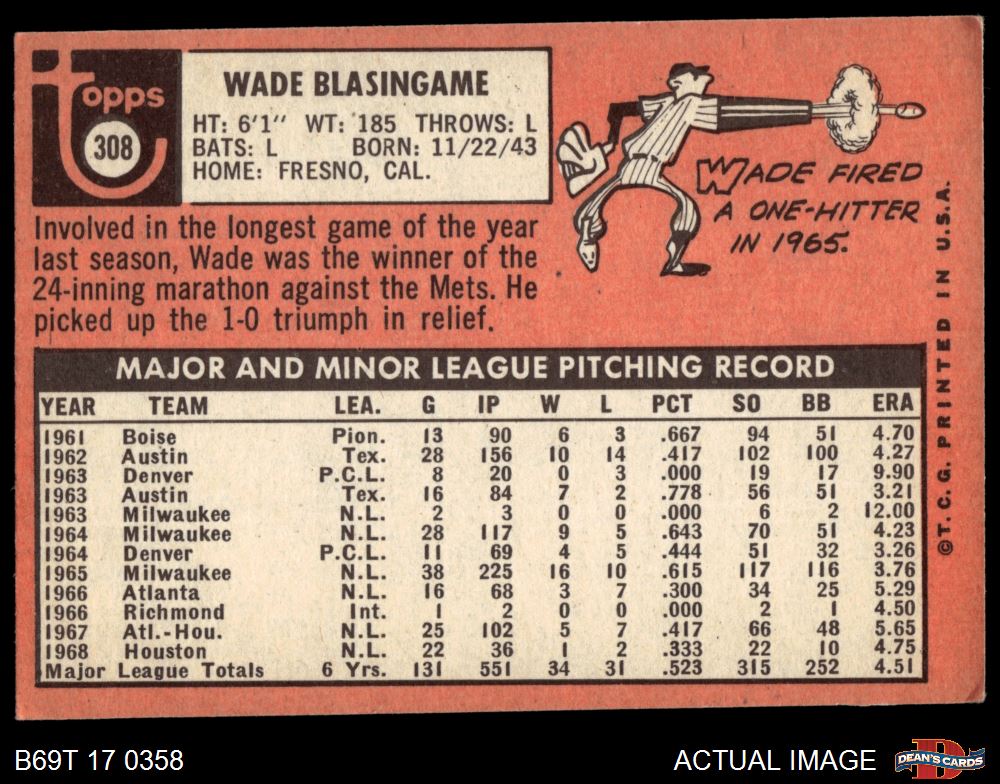 topps
308
WADE BLASINGAME
HT: 6'1" WT: 185 THROWS: L
BATS: L BORN: 11/22/43
HOME: FRESNO, CAL.
WADE FIRED
A ONE-HITTER
IN 1965.
Involved in the longest game of the year
last season, Wade was the winner of the
24-inning marathon against the Mets. He
picked up the 1-0 triumph in relief.
MAJOR AND MINOR LEAGUE PITCHING RECORD
YEAR TEAM LEA. G IP W L PCT SO BB ERA
1961 Boise Pion. 13 90 6 3 .667 94 51 4.70
1962 Austin Tex. 28 156 10 14 .417 102 100 4.27
1963 Denver P.C.L. 8 20 0 3 .000 19 17 9.90
1963 Austin Tex. 16 84 7 2 .778 56 51 3.21
1963 Milwaukee N.L. 2 3 0 0 .000 6 2 12.00
1964 Milwaukee N.L. 28 117 9 5 .643 70 51 4.23
1964 Denver P.C.L. 11 69 4 5 .444 51 32 3.26
1965 Milwaukee N.L. 38 225 16 10 .615 117 116 3.76
1966 Atlanta N.L. 16 68 3 7 .300 34 25 5.29
1966 Richmond Int. 1 2 0 0 .000 2 1 4.50
1967 Atl.-Hou. N.L. 25 102 5 7 .417 66 48 5.65
1968 Houston N.L. 22 36 1 2 .333 22 10 4.75
Major League Totals 6 Yrs. 131 551 34 31 .523 315 252 4.51
©T.C.G. PRINTED IN U.S.A.
B69T 17 0358
ACTUAL IMAGE
DEAN'S CARDS